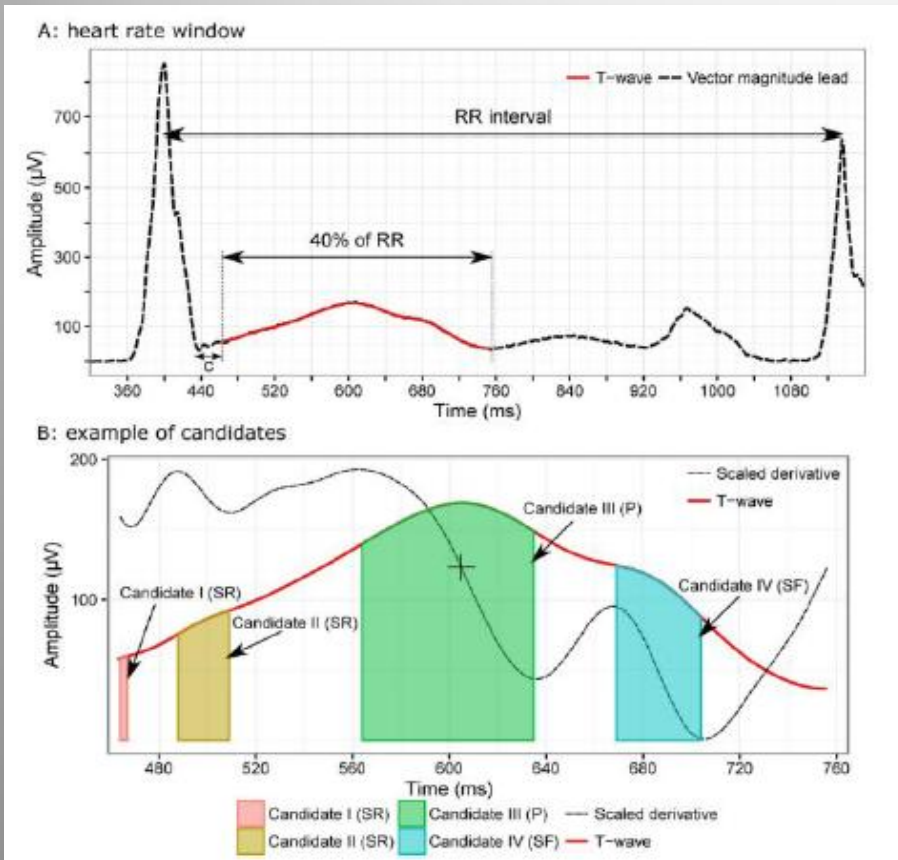 A: heart rate window
T-wave Vector magnitude lead
RR interval
40% of RR
C
700
500
300
100
Amplitude (µV)
360 440 520 600 680 760 840 920 1000 1080
Time (ms)
B: example of candidates
200
100
Amplitude (µV)
Scaled derivative
T-wave
Candidate III (P)
Candidate I (SR)
Candidate IV (SF)
Candidate II (SR)
480 520 560 600 640 680 720 760
Time (ms)
Candidate I (SR) Candidate III (P) Scaled derivative
Candidate II (SR) Candidate IV (SF) T-wave